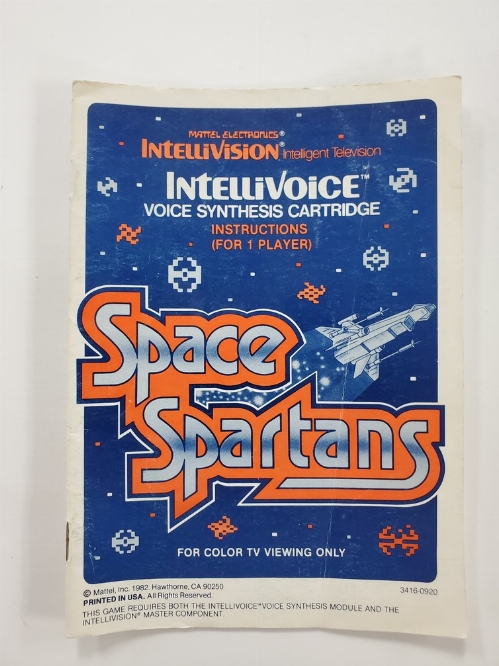 MATTEL ELECTRONICS®
INTELLIVISION® Intelligent Television
INTELLIVOICE™
VOICE SYNTHESIS CARTRIDGE
INSTRUCTIONS
(FOR 1 PLAYER)
Space
Spartans
FOR COLOR TV VIEWING ONLY
© Mattel, Inc. 1982. Hawthorne, CA 90250
PRINTED IN USA. All Rights Reserved. 3416-0920
THIS GAME REQUIRES BOTH THE INTELLIVOICE® VOICE SYNTHESIS MODULE AND THE
INTELLIVISION® MASTER COMPONENT.